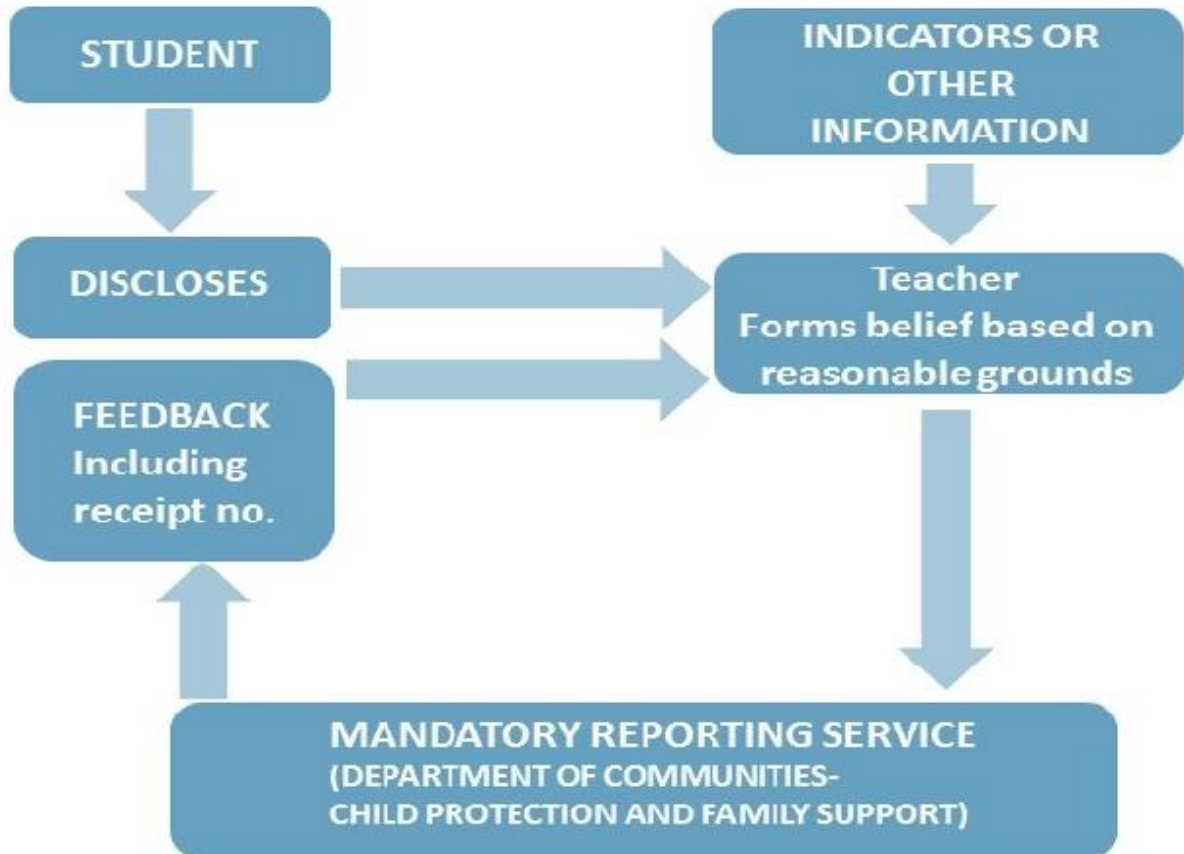 STUDENT
INDICATORS OR
OTHER
INFORMATION
DISCLOSES
Teacher
Forms belief based on
reasonable grounds
FEEDBACK
Including
receipt no.
MANDATORY REPORTING SERVICE
(DEPARTMENT OF COMMUNITIES-
CHILD PROTECTION AND FAMILY SUPPORT)